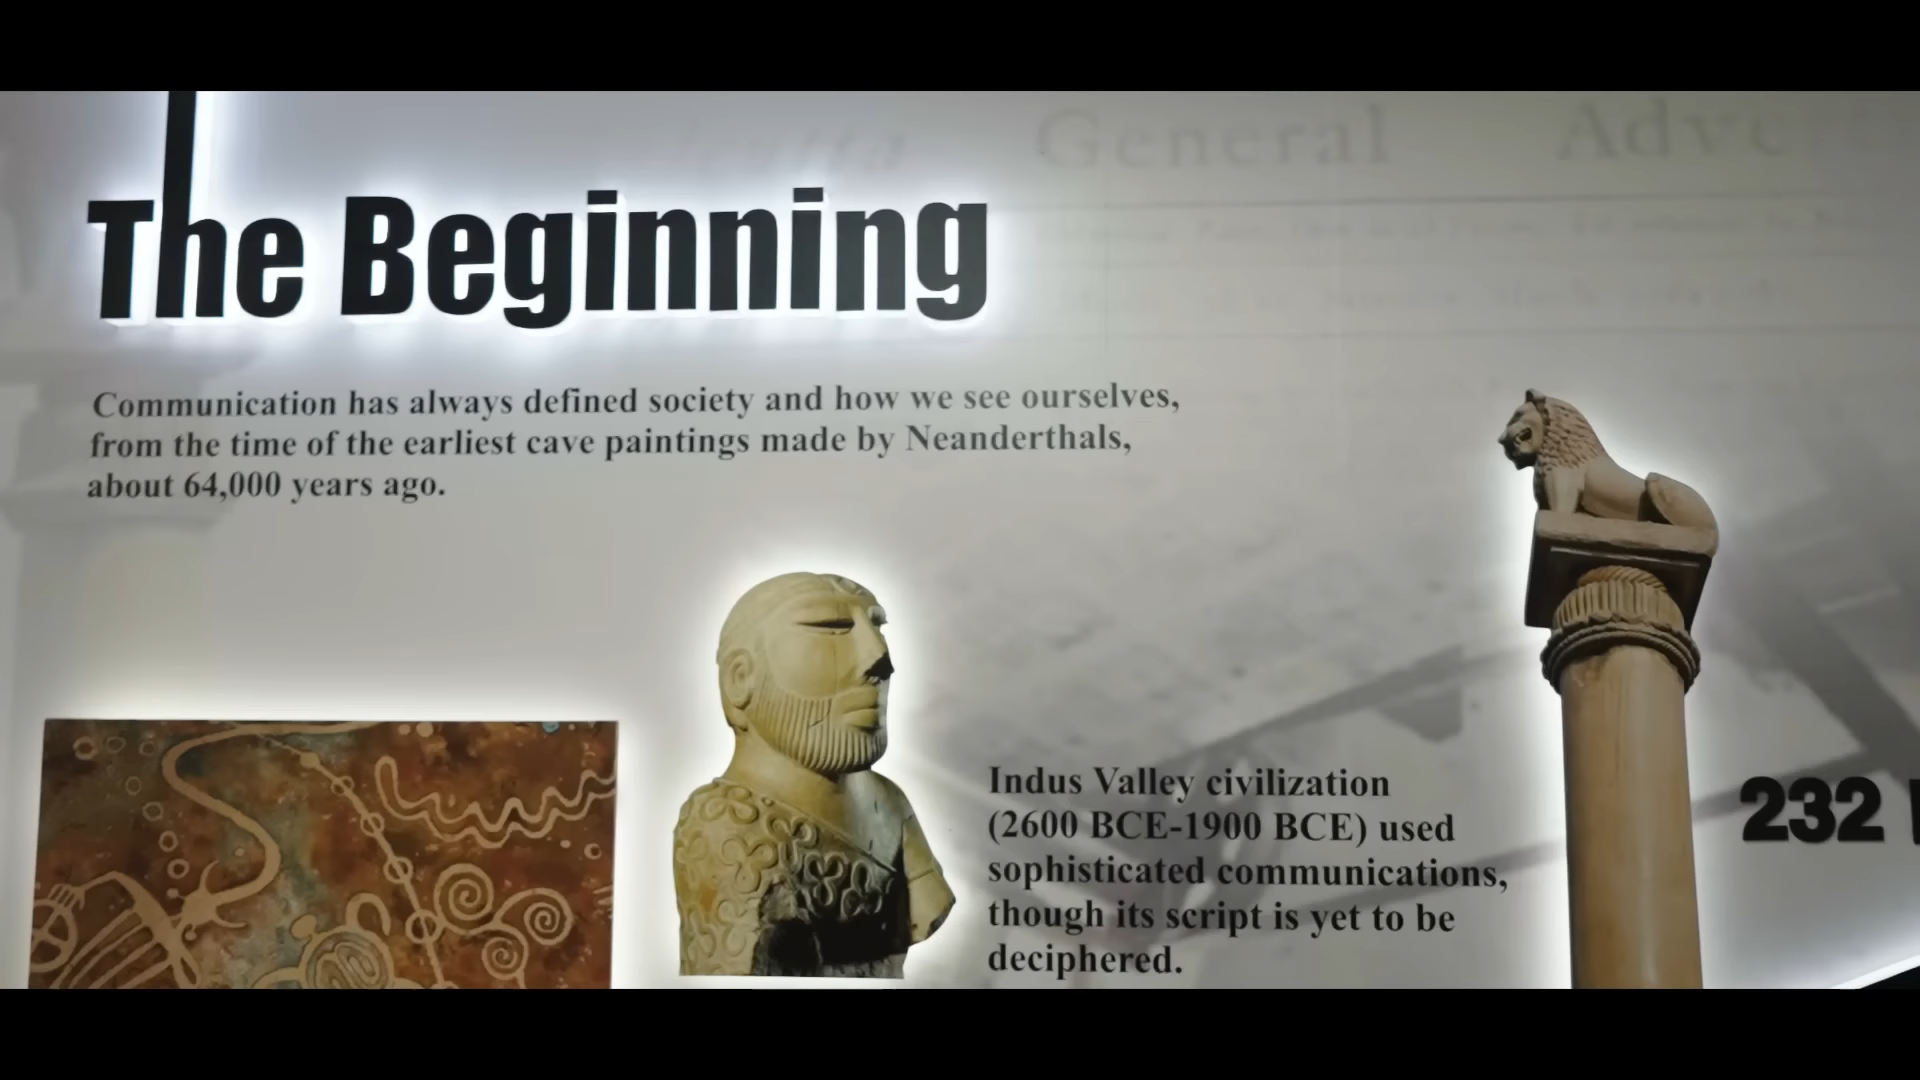 General Adve
The Beginning
Communication has always defined society and how we see ourselves,
from the time of the earliest cave paintings made by Neanderthals,
about 64,000 years ago.
Indus Valley civilization
(2600 BCE-1900 BCE) used
sophisticated communications,
though its script is yet to be
deciphered.
232